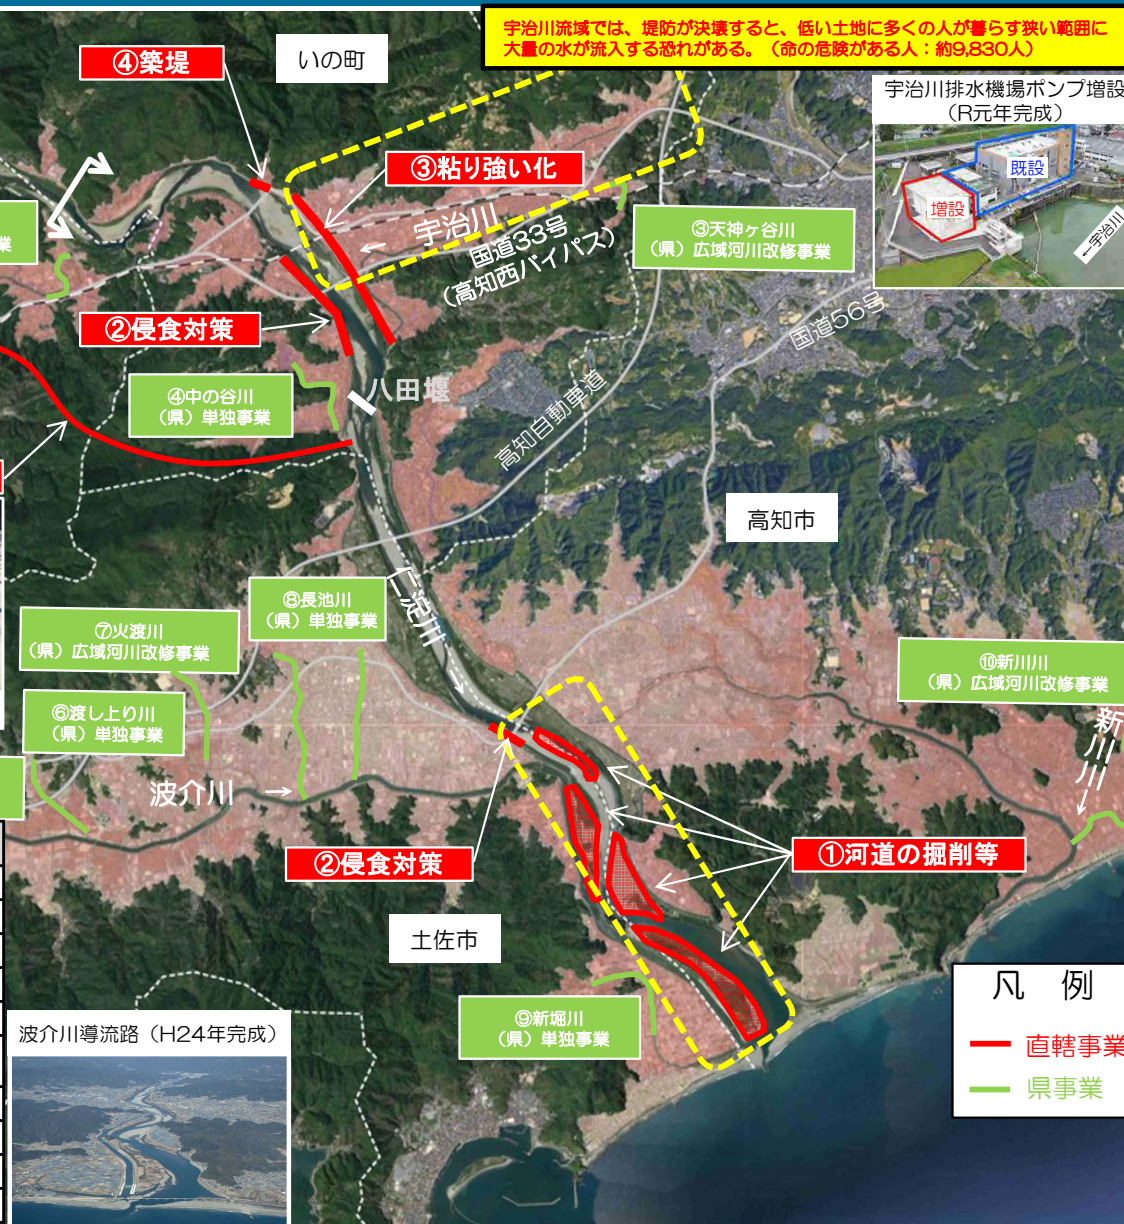 宇治川流域では、堤防が決壊すると、低い土地に多くの人が暮らす狭い範囲に
大量の水が流入する恐れがある。（命の危険がある人：約9,830人）
④築堤
いの町
宇治川排水機場ポンプ増設
（R元年完成）
既設
増設
←宇治川
③粘り強い化
宇治川
←
国道33号
（高知西バイパス）
③天神ヶ谷川
（県）広域河川改修事業
業
②侵食対策
国道56号
④中の谷川
（県）単独事業
八田堰
高知自動車道
高知市
仁淀川
→
⑧長池川
（県）単独事業
⑦火渡川
（県）広域河川改修事業
⑩新川川
（県）広域河川改修事業
⑥渡し上り川
（県）単独事業
新川川
波介川 →
②侵食対策
①河道の掘削等
土佐市
⑨新堀川
（県）単独事業
凡 例
直轄事業
県事業
波介川導流路（H24年完成）